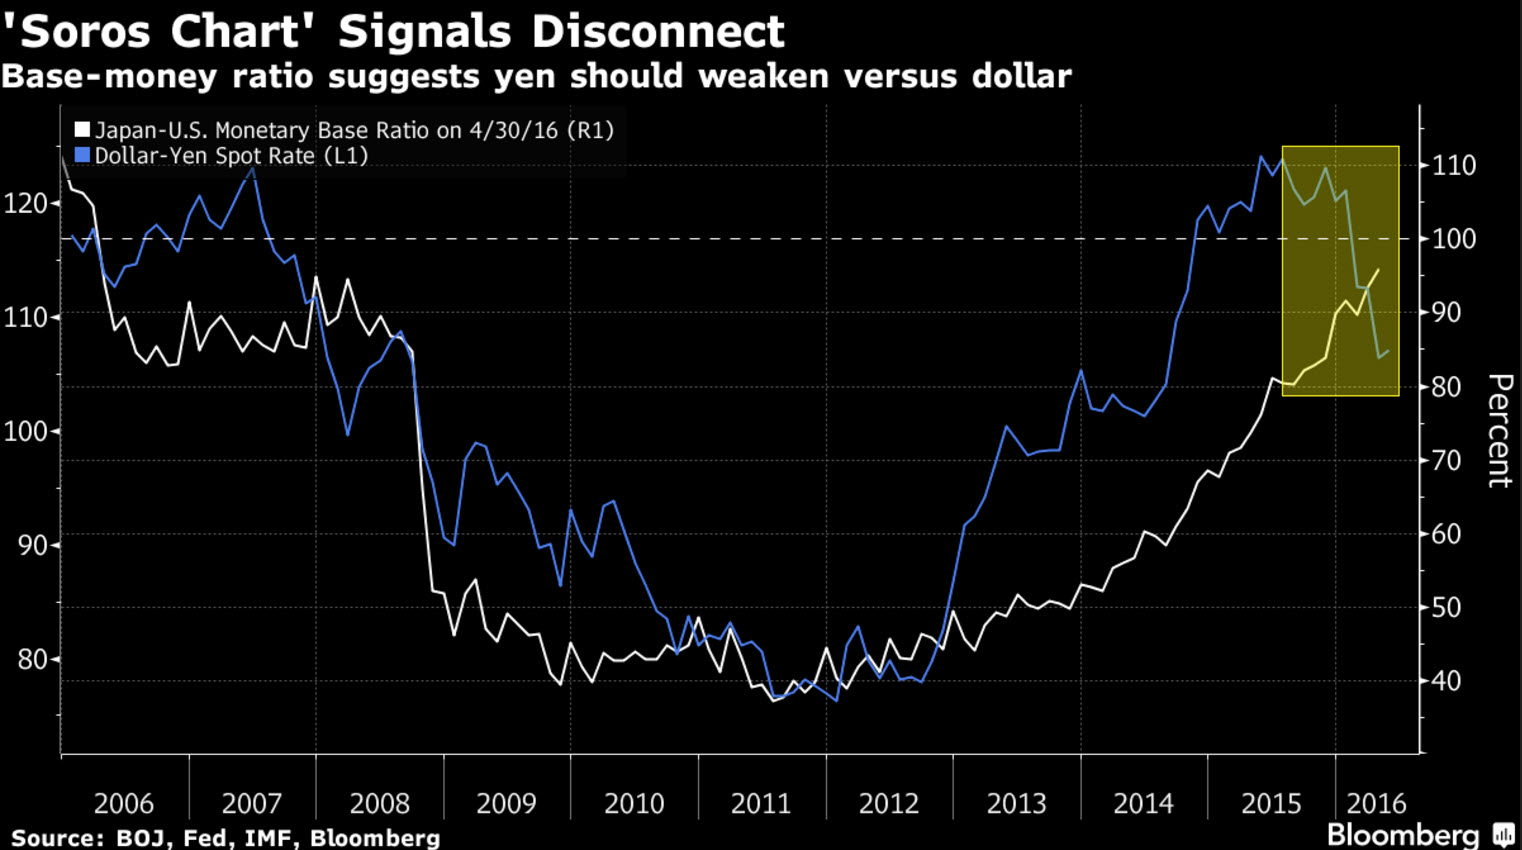 'Soros Chart' Signals Disconnect
Base-money ratio suggests yen should weaken versus dollar
Japan-U.S. Monetary Base Ratio on 4/30/16 (R1)
Dollar-Yen Spot Rate (L1)
120
110
100
90
80
110
100
90
80
70
60
50
40
Percent
2006 2007 2008 2009 2010 2011 2012 2013 2014 2015 2016
Source: BOJ, Fed, IMF, Bloomberg
Bloomberg